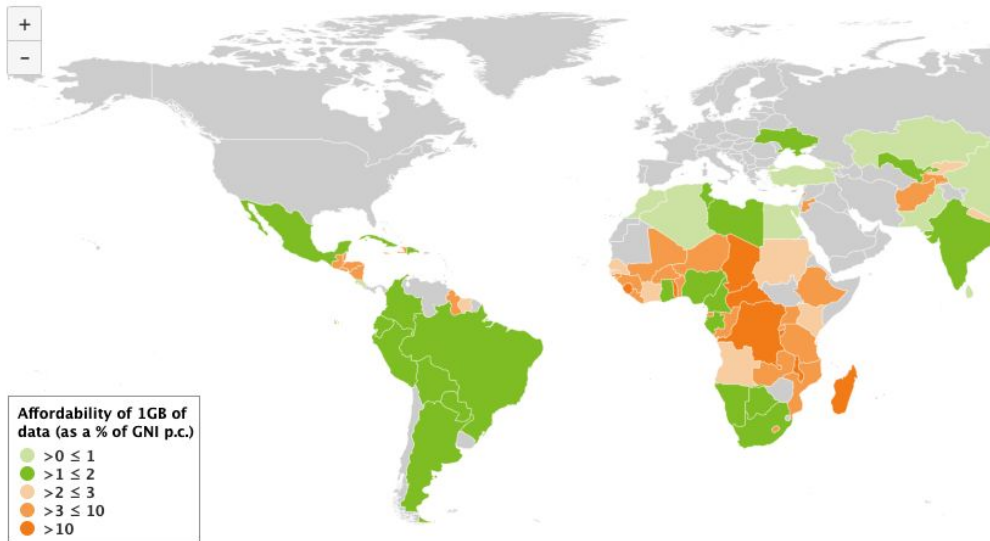 +
−
Affordability of 1GB of
data (as a % of GNI p.c.)
>0 ≤ 1
>1 ≤ 2
>2 ≤ 3
>3 ≤ 10
>10